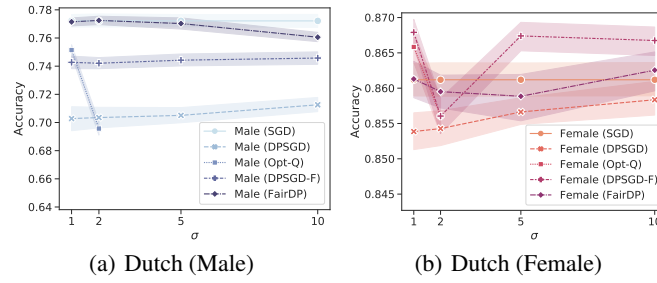 0.78
0.76
0.74
0.72
0.70
0.68
0.66
0.64
Accuracy
Male (SGD)
Male (DPSGD)
Male (Opt-Q)
Male (DPSGD-F)
Male (FairDP)
1 2 5 10
σ
(a) Dutch (Male)
0.870
0.865
0.860
0.855
0.850
0.845
Accuracy
Female (SGD)
Female (DPSGD)
Female (Opt-Q)
Female (DPSGD-F)
Female (FairDP)
1 2 5 10
σ
(b) Dutch (Female)